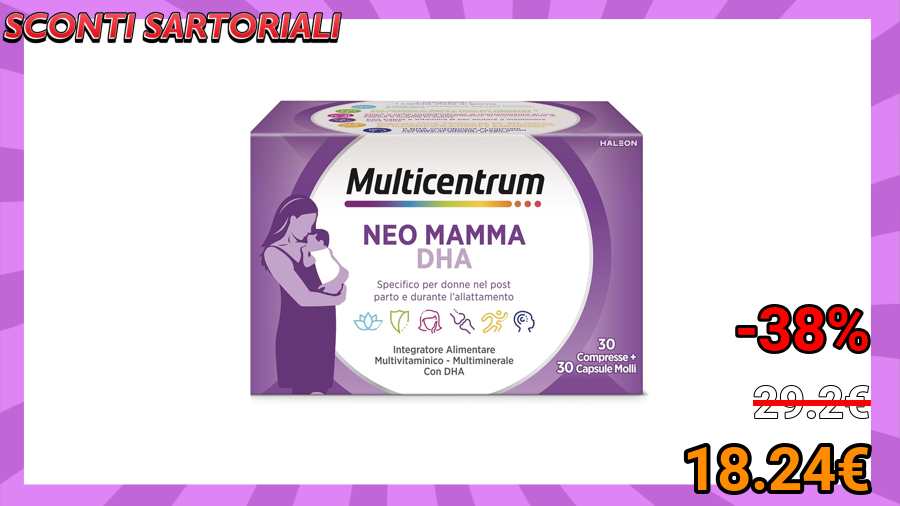 SCONTI SARTORIALI
HALEON
Multicentrum
NEO MAMMA
DHA
Specifico per donne nel post
parto e durante l'allattamento
Integratore Alimentare
Multivitaminico - Multiminerale
Con DHA
30
Compresse +
30 Capsule Molli
-38%
29.2€
18.24€